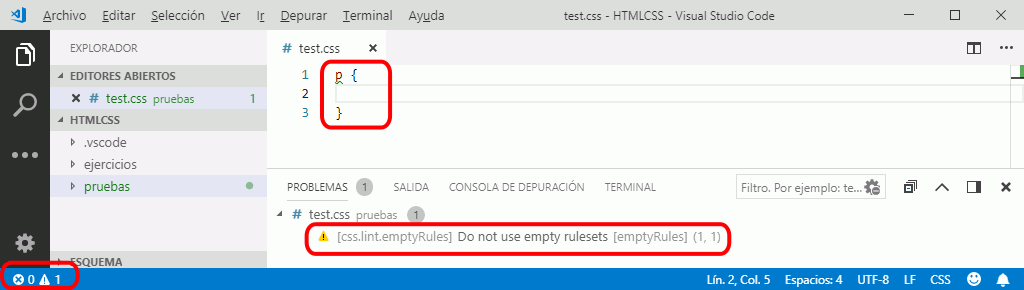 Archivo Editar Selección Ver Ir Depurar Terminal Ayuda test.css - HTMLCSS - Visual Studio Code
EXPLORADOR
EDITORES ABIERTOS
# test.css pruebas 1
HTMLCSS
.vscode
ejercicios
pruebas
ESQUEMA
# test.css
1 p {
2
3 }
PROBLEMAS 1 SALIDA CONSOLA DE DEPURACIÓN TERMINAL Filtro. Por ejemplo: te...
# test.css pruebas 1
[css.lint.emptyRules] Do not use empty rulesets [emptyRules] (1, 1)
0 1 Lín. 2, Col. 5 Espacios: 4 UTF-8 LF CSS